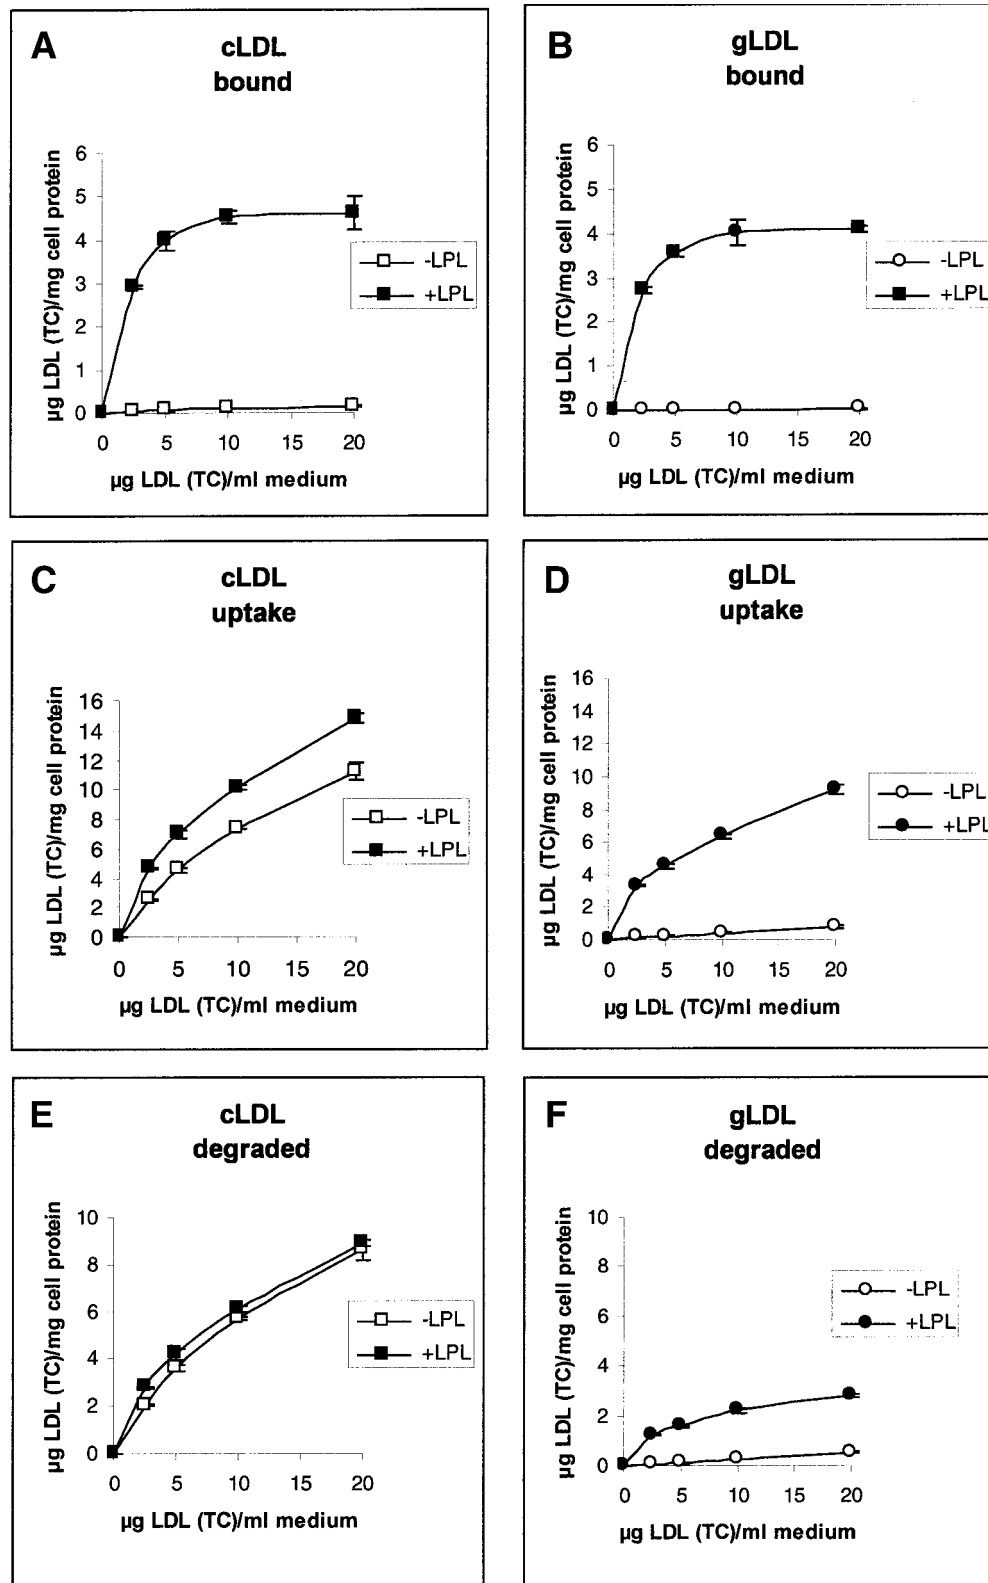 A
cLDL
bound
µg LDL (TC)/mg cell protein
6
5
4
3
2
1
0
0 5 10 15 20
µg LDL (TC)/ml medium
-LPL
+LPL
B
gLDL
bound
µg LDL (TC)/mg cell protein
6
5
4
3
2
1
0
0 5 10 15 20
µg LDL (TC)/ml medium
-LPL
+LPL
C
cLDL
uptake
µg LDL (TC)/mg cell protein
16
14
12
10
8
6
4
2
0
0 5 10 15 20
µg LDL (TC)/ml medium
-LPL
+LPL
D
gLDL
uptake
µg LDL (TC)/mg cell protein
16
14
12
10
8
6
4
2
0
0 5 10 15 20
µg LDL (TC)/ml medium
-LPL
+LPL
E
cLDL
degraded
µg LDL (TC)/mg cell protein
10
8
6
4
2
0
0 5 10 15 20
µg LDL (TC)/ml medium
-LPL
+LPL
F
gLDL
degraded
µg LDL (TC)/mg cell protein
10
8
6
4
2
0
0 5 10 15 20
µg LDL (TC)/ml medium
-LPL
+LPL